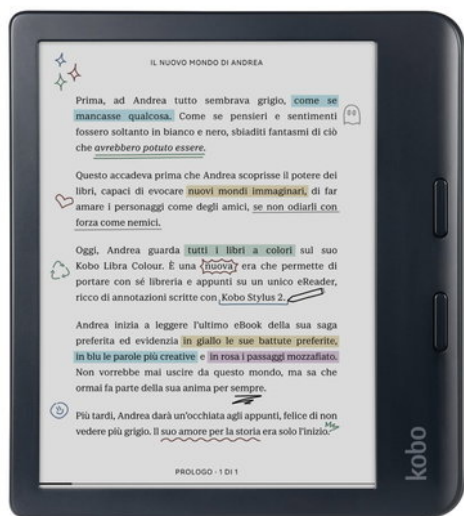 IL NUOVO MONDO DI ANDREA
Prima, ad Andrea tutto sembrava grigio, come se
mancasse qualcosa. Come se pensieri e sentimenti
fossero soltanto in bianco e nero, sbiaditi fantasmi di ciò
che avrebbero potuto essere.
Questo accadeva prima che Andrea scoprisse il potere dei
libri, capaci di evocare nuovi mondi immaginari, di far
amare i personaggi come degli amici, se non odiarli con
forza come nemici.
Oggi, Andrea guarda tutti i libri a colori sul suo
Kobo Libra Colour. È una nuova era che permette di
portare con sé libreria e appunti su un unico eReader,
ricco di annotazioni scritte con Kobo Stylus 2.
Andrea inizia a leggere l'ultimo eBook della sua saga
preferita ed evidenzia in giallo le sue battute preferite,
in blu le parole più creative e in rosa i passaggi mozzafiato.
Non vorrebbe mai uscire da questo mondo, ma sa che
ormai fa parte della sua anima per sempre.
Più tardi, Andrea darà un'occhiata agli appunti, felice di non
vedere più grigio. Il suo amore per la storia era solo l'inizio.
PROLOGO - 1 DI 1
kobo